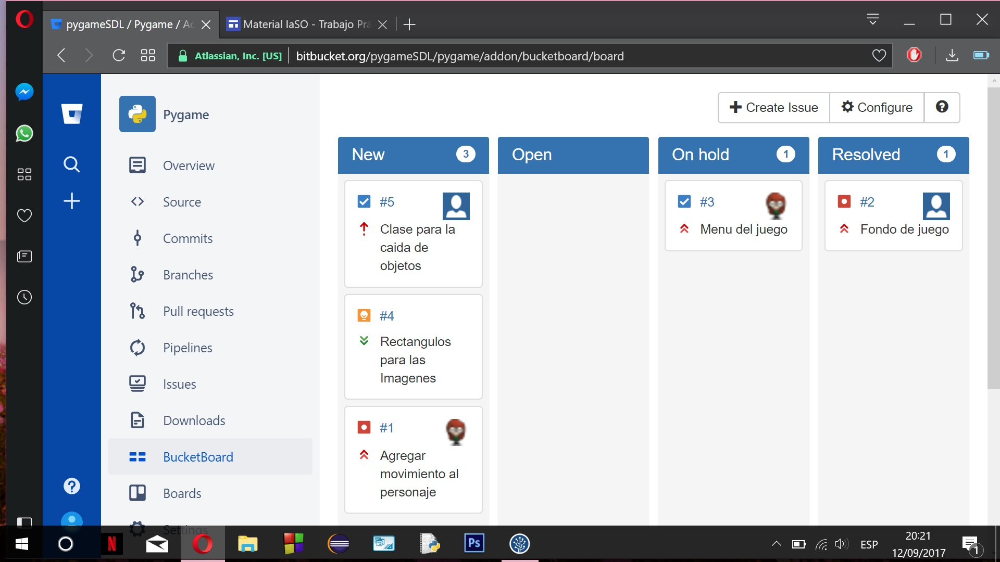 pygameSDL / Pygame / Ad
Material IaSO - Trabajo Prá
Atlassian, Inc. [US]
bitbucket.org/pygameSDL/pygame/addon/bucketboard/board
Pygame
Overview
Source
Commits
Branches
Pull requests
Pipelines
Issues
Downloads
BucketBoard
Boards
Settings
Create Issue
Configure
New 3
#5
Clase para la
caida de
objetos
#4
Rectangulos
para las
Imagenes
#1
Agregar
movimiento al
personaje
Open
On hold 1
#3
Menu del juego
Resolved 1
#2
Fondo de juego
N
Ps
ESP
20:21
12/09/2017
1